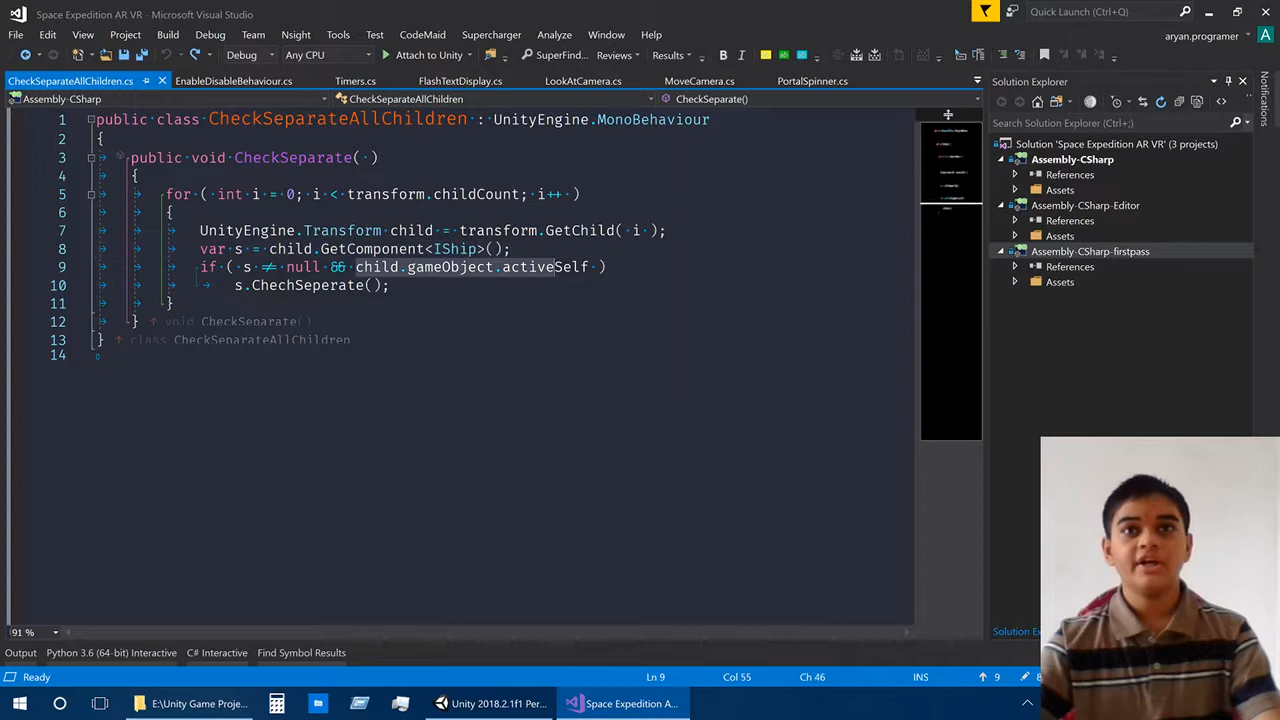 Space Expedition AR VR - Microsoft Visual Studio
Quick Launch (Ctrl+Q)
File Edit View Project Build Debug Team Nsight Tools Test CodeMaid Supercharger Analyze Window Help
aryan.programer
A
Debug Any CPU Attach to Unity SuperFinder Reviews Results B I
CheckSeparateAllChildren.cs EnableDisableBehaviour.cs Timers.cs FlashTextDisplay.cs LookAtCamera.cs MoveCamera.cs PortalSpinner.cs
Assembly-CSharp CheckSeparateAllChildren CheckSeparate()
1 public class CheckSeparateAllChildren : UnityEngine.MonoBehaviour
2 {
3 public void CheckSeparate( )
4 {
5 for ( int i = 0; i < transform.childCount; i++ )
6 {
7 UnityEngine.Transform child = transform.GetChild( i );
8 var s = child.GetComponent<IShip>();
9 if ( s ≠ null && child.gameObject.activeSelf )
10 s.ChechSeperate();
11 }
12 } ↑ void CheckSeparate()
13 } ↑ class CheckSeparateAllChildren
14
Solution Explorer
Search Solution Explorer (Ctrl+;)
Solution 'Space Expedition AR VR' (3 projects)
Assembly-CSharp
References
Assets
Assembly-CSharp-Editor
References
Assets
Assembly-CSharp-firstpass
References
Assets
Notifications
91 %
Solution Ex
Output Python 3.6 (64-bit) Interactive C# Interactive Find Symbol Results
Ready Ln 9 Col 55 Ch 46 INS 9 8
E:\Unity Game Proje... Unity 2018.2.1f1 Per... Space Expedition A...